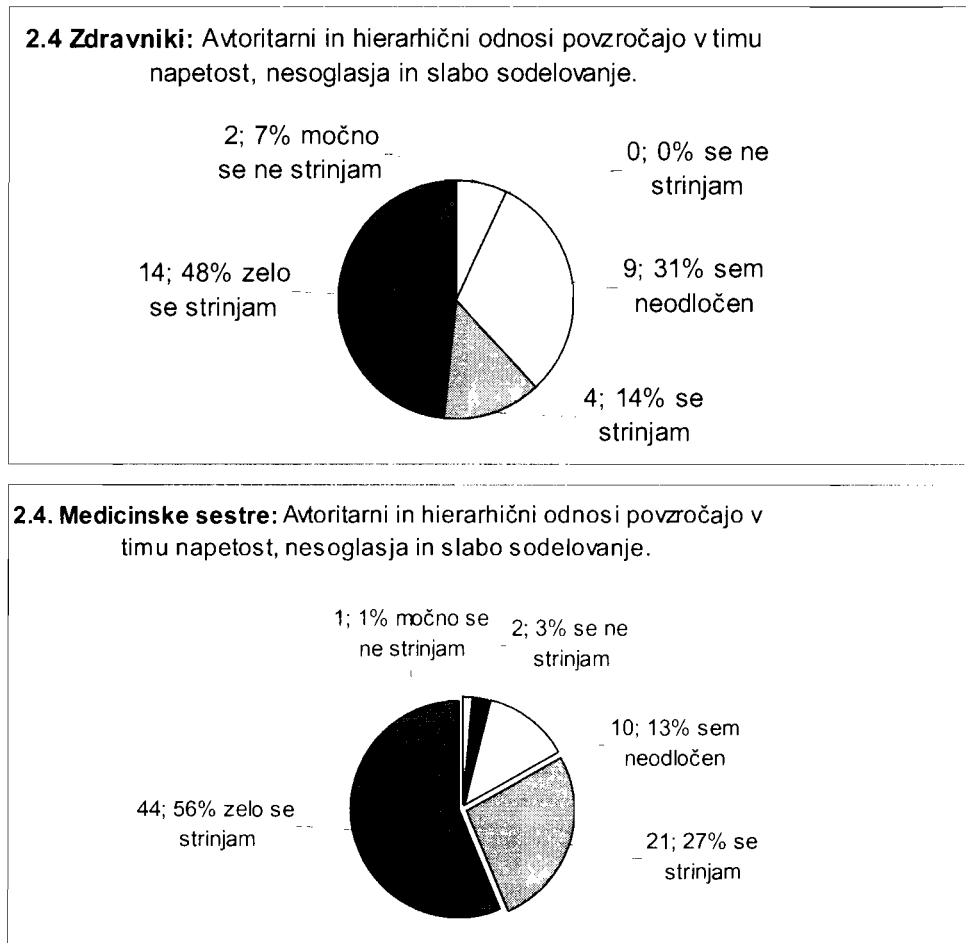 2.4 Zdravniki: Avtoritarni in hierarhični odnosi povzročajo v timu
napetost, nesoglasja in slabo sodelovanje.
2; 7% močno
se ne strinjam
0; 0% se ne
strinjam
14; 48% zelo
se strinjam
9; 31% sem
neodločen
4; 14% se
strinjam
2.4. Medicinske sestre: Avtoritarni in hierarhični odnosi povzročajo v
timu napetost, nesoglasja in slabo sodelovanje.
1; 1% močno se
ne strinjam
2; 3% se ne
strinjam
10; 13% sem
neodločen
44; 56% zelo se
strinjam
21; 27% se
strinjam